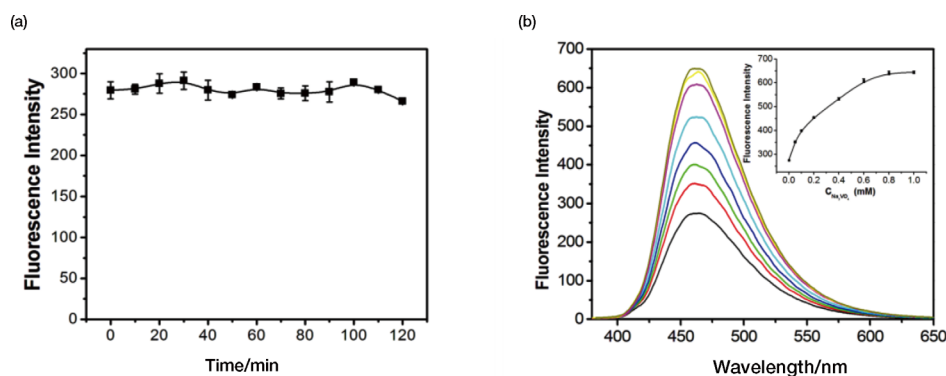 (a)
Fluorescence Intensity
300
250
200
150
100
50
0
0 20 40 60 80 100 120
Time/min
(b)
Fluorescence Intensity
700
600
500
400
300
200
100
0
400 450 500 550 600 650
Wavelength/nm
Fluorescence Intensity
700
600
500
400
300
0.0 0.2 0.4 0.6 0.8 1.0
CNa3VO4 (mM)